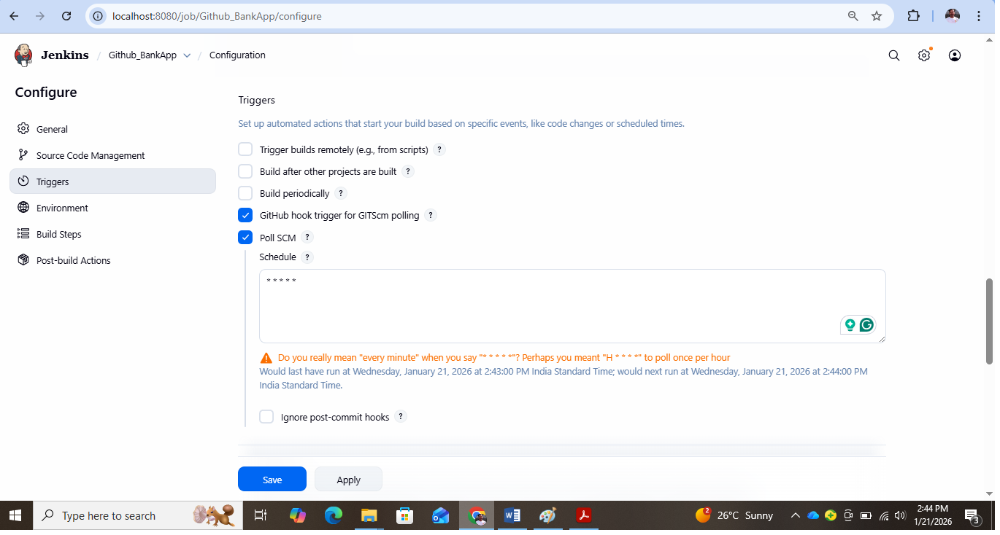 localhost:8080/job/Github_BankApp/configure
Jenkins / Github_BankApp / Configuration
Configure
General
Source Code Management
Triggers
Environment
Build Steps
Post-build Actions
Triggers
Set up automated actions that start your build based on specific events, like code changes or scheduled times.
Trigger builds remotely (e.g., from scripts) ?
Build after other projects are built ?
Build periodically ?
GitHub hook trigger for GITScm polling ?
Poll SCM ?
Schedule ?
* * * * *
Do you really mean "every minute" when you say "* * * * *"? Perhaps you meant "H * * * *" to poll once per hour
Would last have run at Wednesday, January 21, 2026 at 2:43:00 PM India Standard Time; would next run at Wednesday, January 21, 2026 at 2:44:00 PM
India Standard Time.
Ignore post-commit hooks ?
Save Apply
Type here to search
2
26°C Sunny
2:44 PM
1/21/2026
3